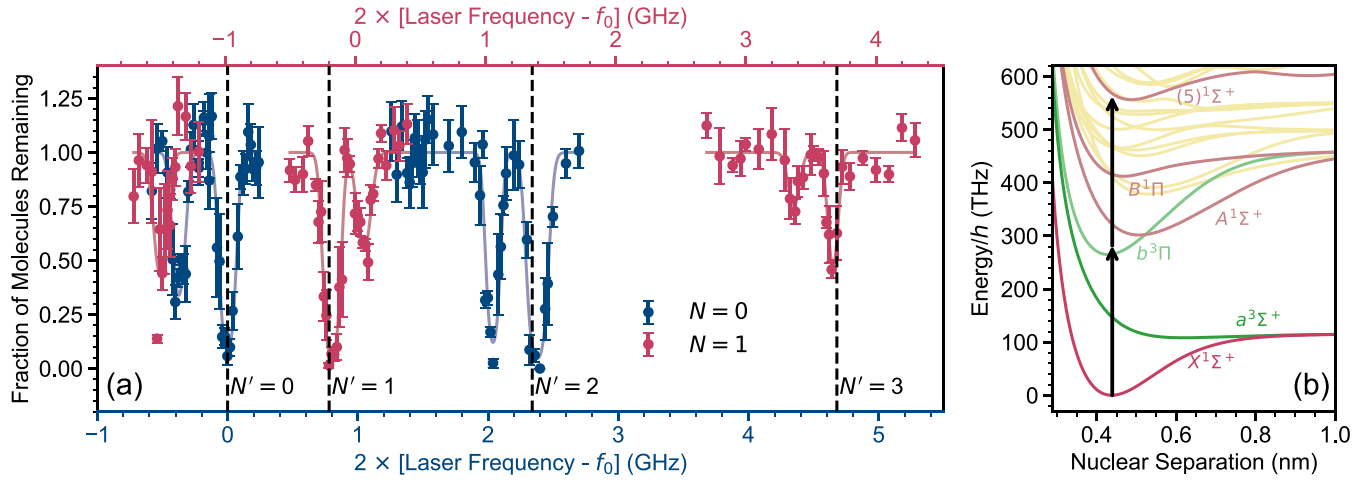 2 × [Laser Frequency - f₀] (GHz)
−1 0 1 2 3 4
Fraction of Molecules Remaining
1.25
1.00
0.75
0.50
0.25
0.00
(a)
N′ = 0
N′ = 1
N′ = 2
N′ = 3
N = 0
N = 1
−1 0 1 2 3 4 5
2 × [Laser Frequency - f₀] (GHz)
Energy/h (THz)
600
500
400
300
200
100
0
(5)¹Σ⁺
B¹Π
A¹Σ⁺
b³Π
a³Σ⁺
X¹Σ⁺
(b)
0.4 0.6 0.8 1.0
Nuclear Separation (nm)